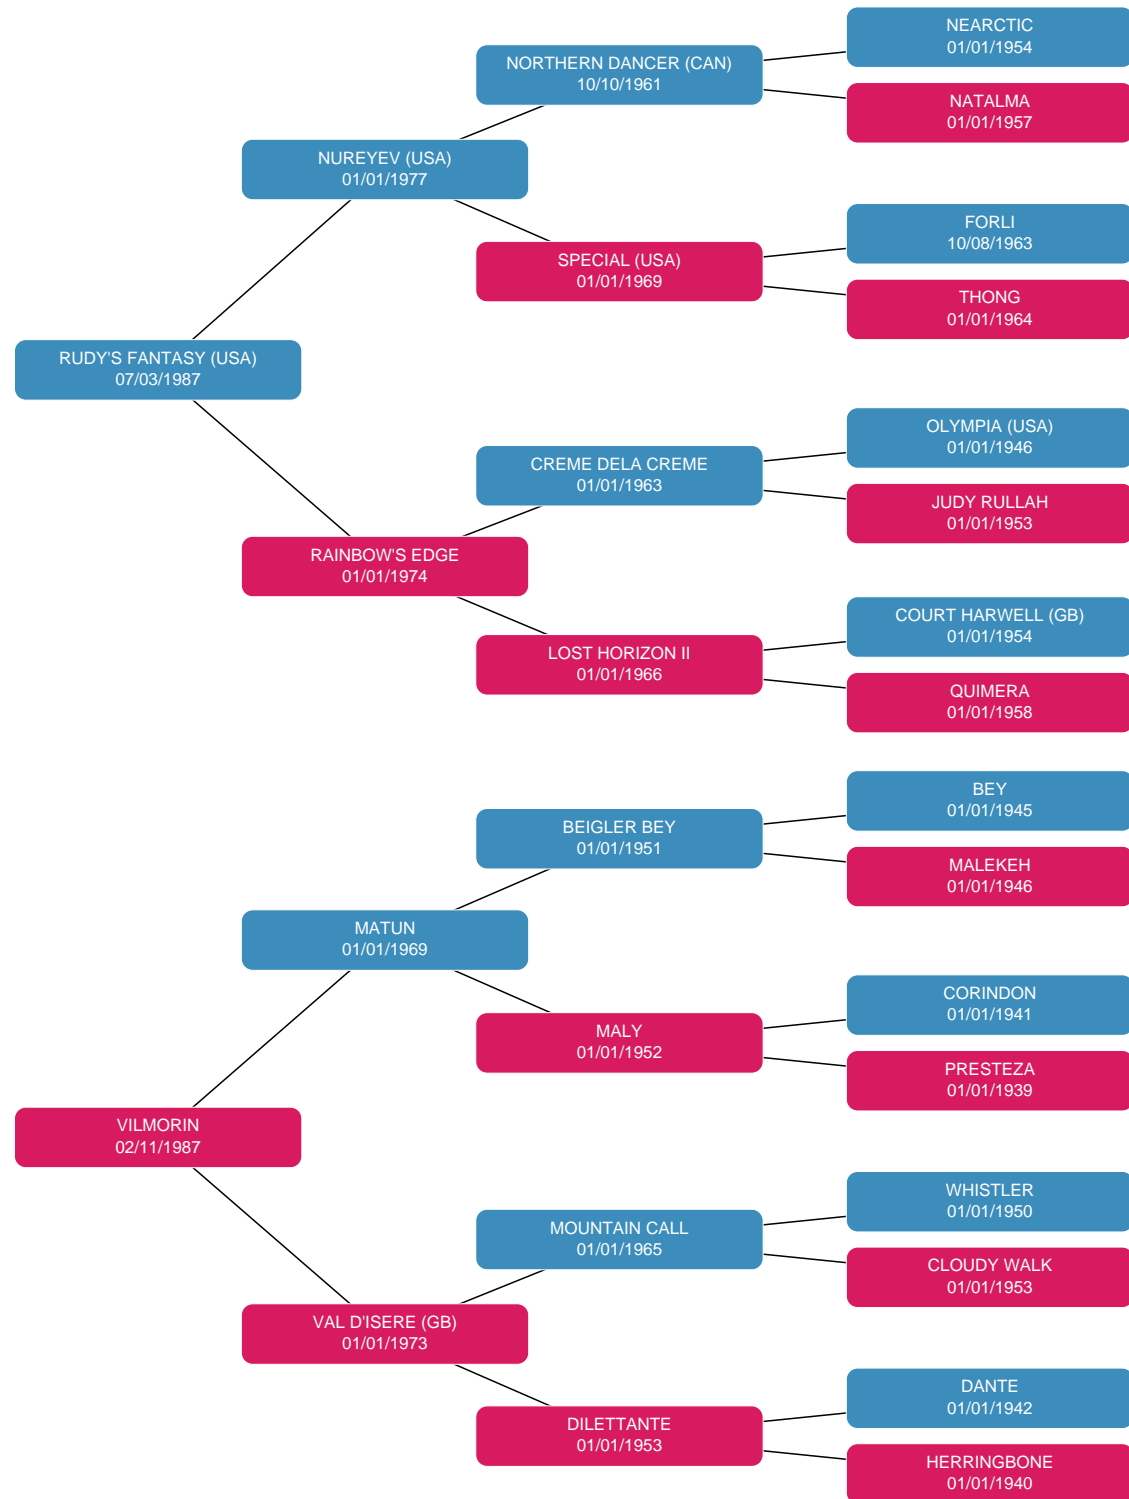 NEARCTIC
01/01/1954
NORTHERN DANCER (CAN)
10/10/1961
NATALMA
01/01/1957
NUREYEV (USA)
01/01/1977
FORLI
10/08/1963
SPECIAL (USA)
01/01/1969
THONG
01/01/1964
RUDY'S FANTASY (USA)
07/03/1987
OLYMPIA (USA)
01/01/1946
CREME DELA CREME
01/01/1963
JUDY RULLAH
01/01/1953
RAINBOW'S EDGE
01/01/1974
COURT HARWELL (GB)
01/01/1954
LOST HORIZON II
01/01/1966
QUIMERA
01/01/1958
BEY
01/01/1945
BEIGLER BEY
01/01/1951
MALEKEH
01/01/1946
MATUN
01/01/1969
CORINDON
01/01/1941
MALY
01/01/1952
PRESTEZA
01/01/1939
VILMORIN
02/11/1987
WHISTLER
01/01/1950
MOUNTAIN CALL
01/01/1965
CLOUDY WALK
01/01/1953
VAL D'ISERE (GB)
01/01/1973
DANTE
01/01/1942
DILETTANTE
01/01/1953
HERRINGBONE
01/01/1940